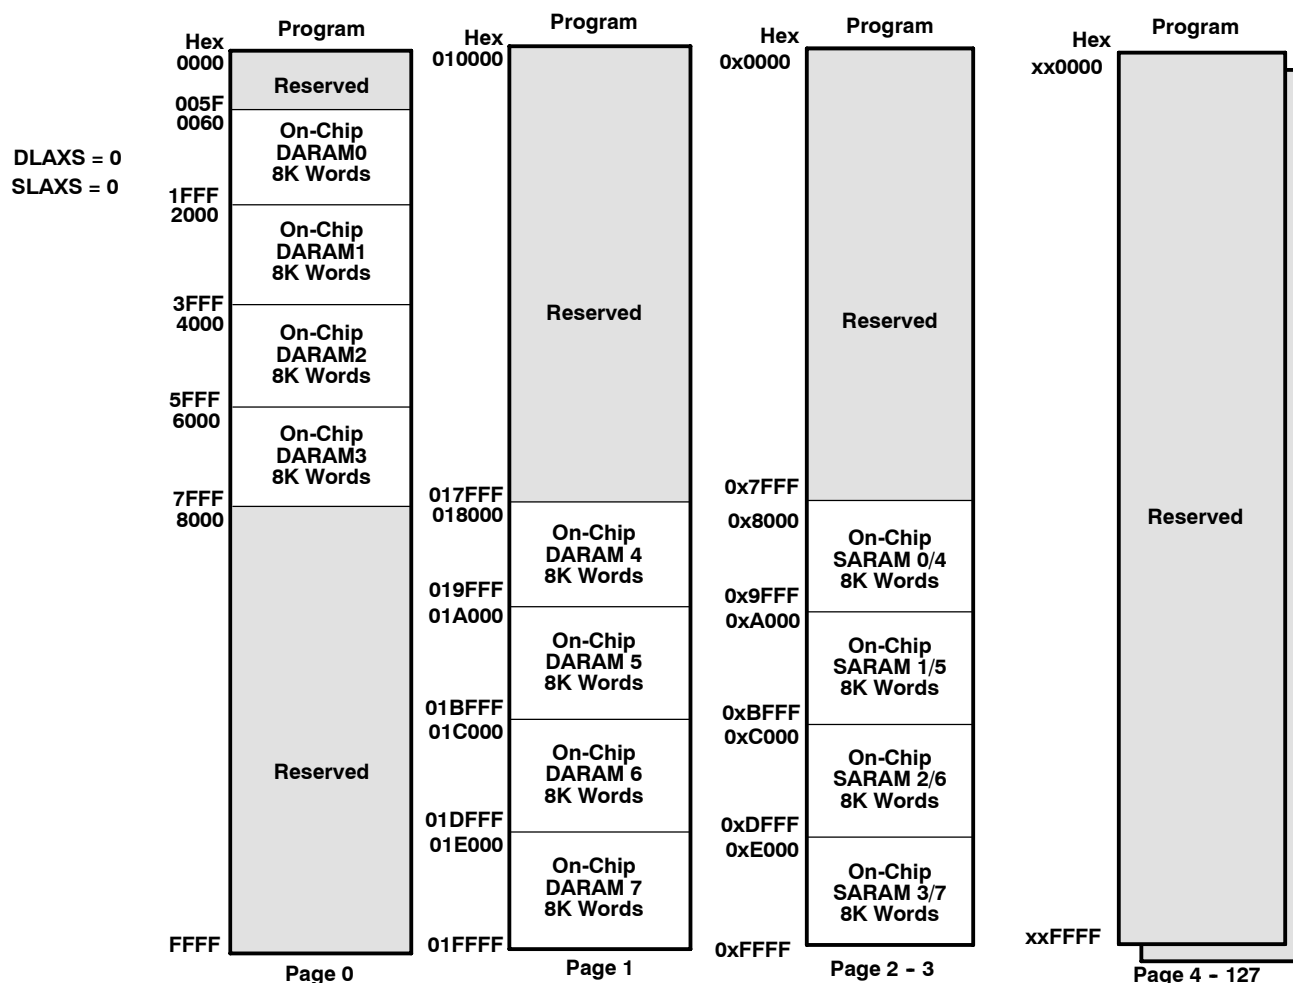 DLAXS = 0
SLAXS = 0
Hex
Program
0000
Reserved
005F
0060
On-Chip
DARAM0
8K Words
1FFF
2000
On-Chip
DARAM1
8K Words
3FFF
4000
On-Chip
DARAM2
8K Words
5FFF
6000
On-Chip
DARAM3
8K Words
7FFF
8000
Reserved
FFFF
Page 0
Hex
Program
010000
Reserved
017FFF
018000
On-Chip
DARAM 4
8K Words
019FFF
01A000
On-Chip
DARAM 5
8K Words
01BFFF
01C000
On-Chip
DARAM 6
8K Words
01DFFF
01E000
On-Chip
DARAM 7
8K Words
01FFFF
Page 1
Hex
Program
0x0000
Reserved
0x7FFF
0x8000
On-Chip
SARAM 0/4
8K Words
0x9FFF
0xA000
On-Chip
SARAM 1/5
8K Words
0xBFFF
0xC000
On-Chip
SARAM 2/6
8K Words
0xDFFF
0xE000
On-Chip
SARAM 3/7
8K Words
0xFFFF
Page 2 - 3
Hex
Program
xx0000
Reserved
xxFFFF
Page 4 - 127